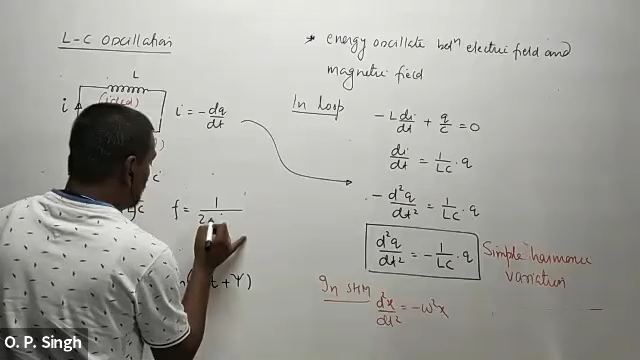 L-C OSCILLATION
* energy oscillate betⁿ electric field and
magnetic field
L
(ideal)
i
i = -dq/dt
In Loop
-L di/dt + q/c = 0
di/dt = 1/LC . q
-d²q/dt² = 1/LC . q
d²q/dt² = -1/LC . q
Simple harmonic
variation
c
f = 1/2π
t + Ψ)
In SHM d²x/dt² = -ω²x
O. P. Singh